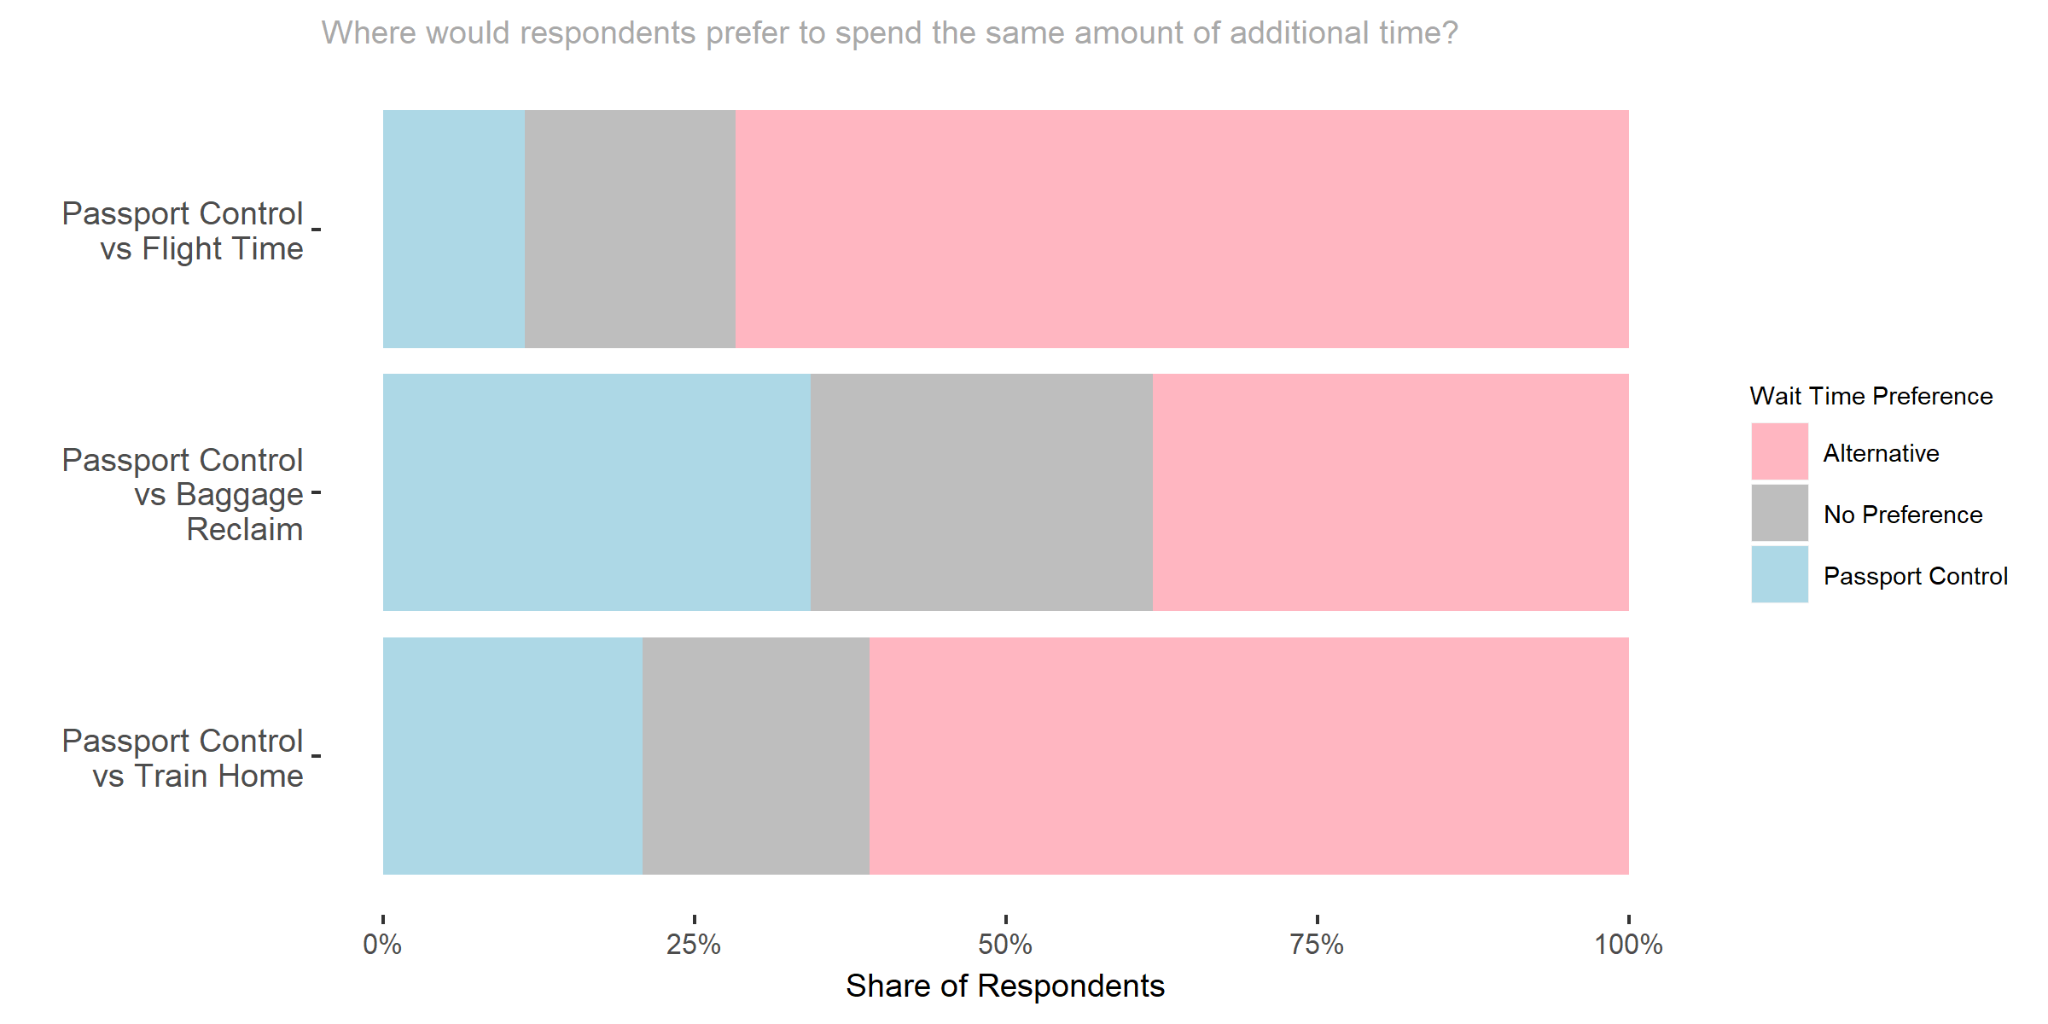 Where would respondents prefer to spend the same amount of additional time?
Passport Control
vs Flight Time
Passport Control
vs Baggage
Reclaim
Passport Control
vs Train Home
0%
25%
50%
75%
100%
Share of Respondents
Wait Time Preference
Alternative
No Preference
Passport Control